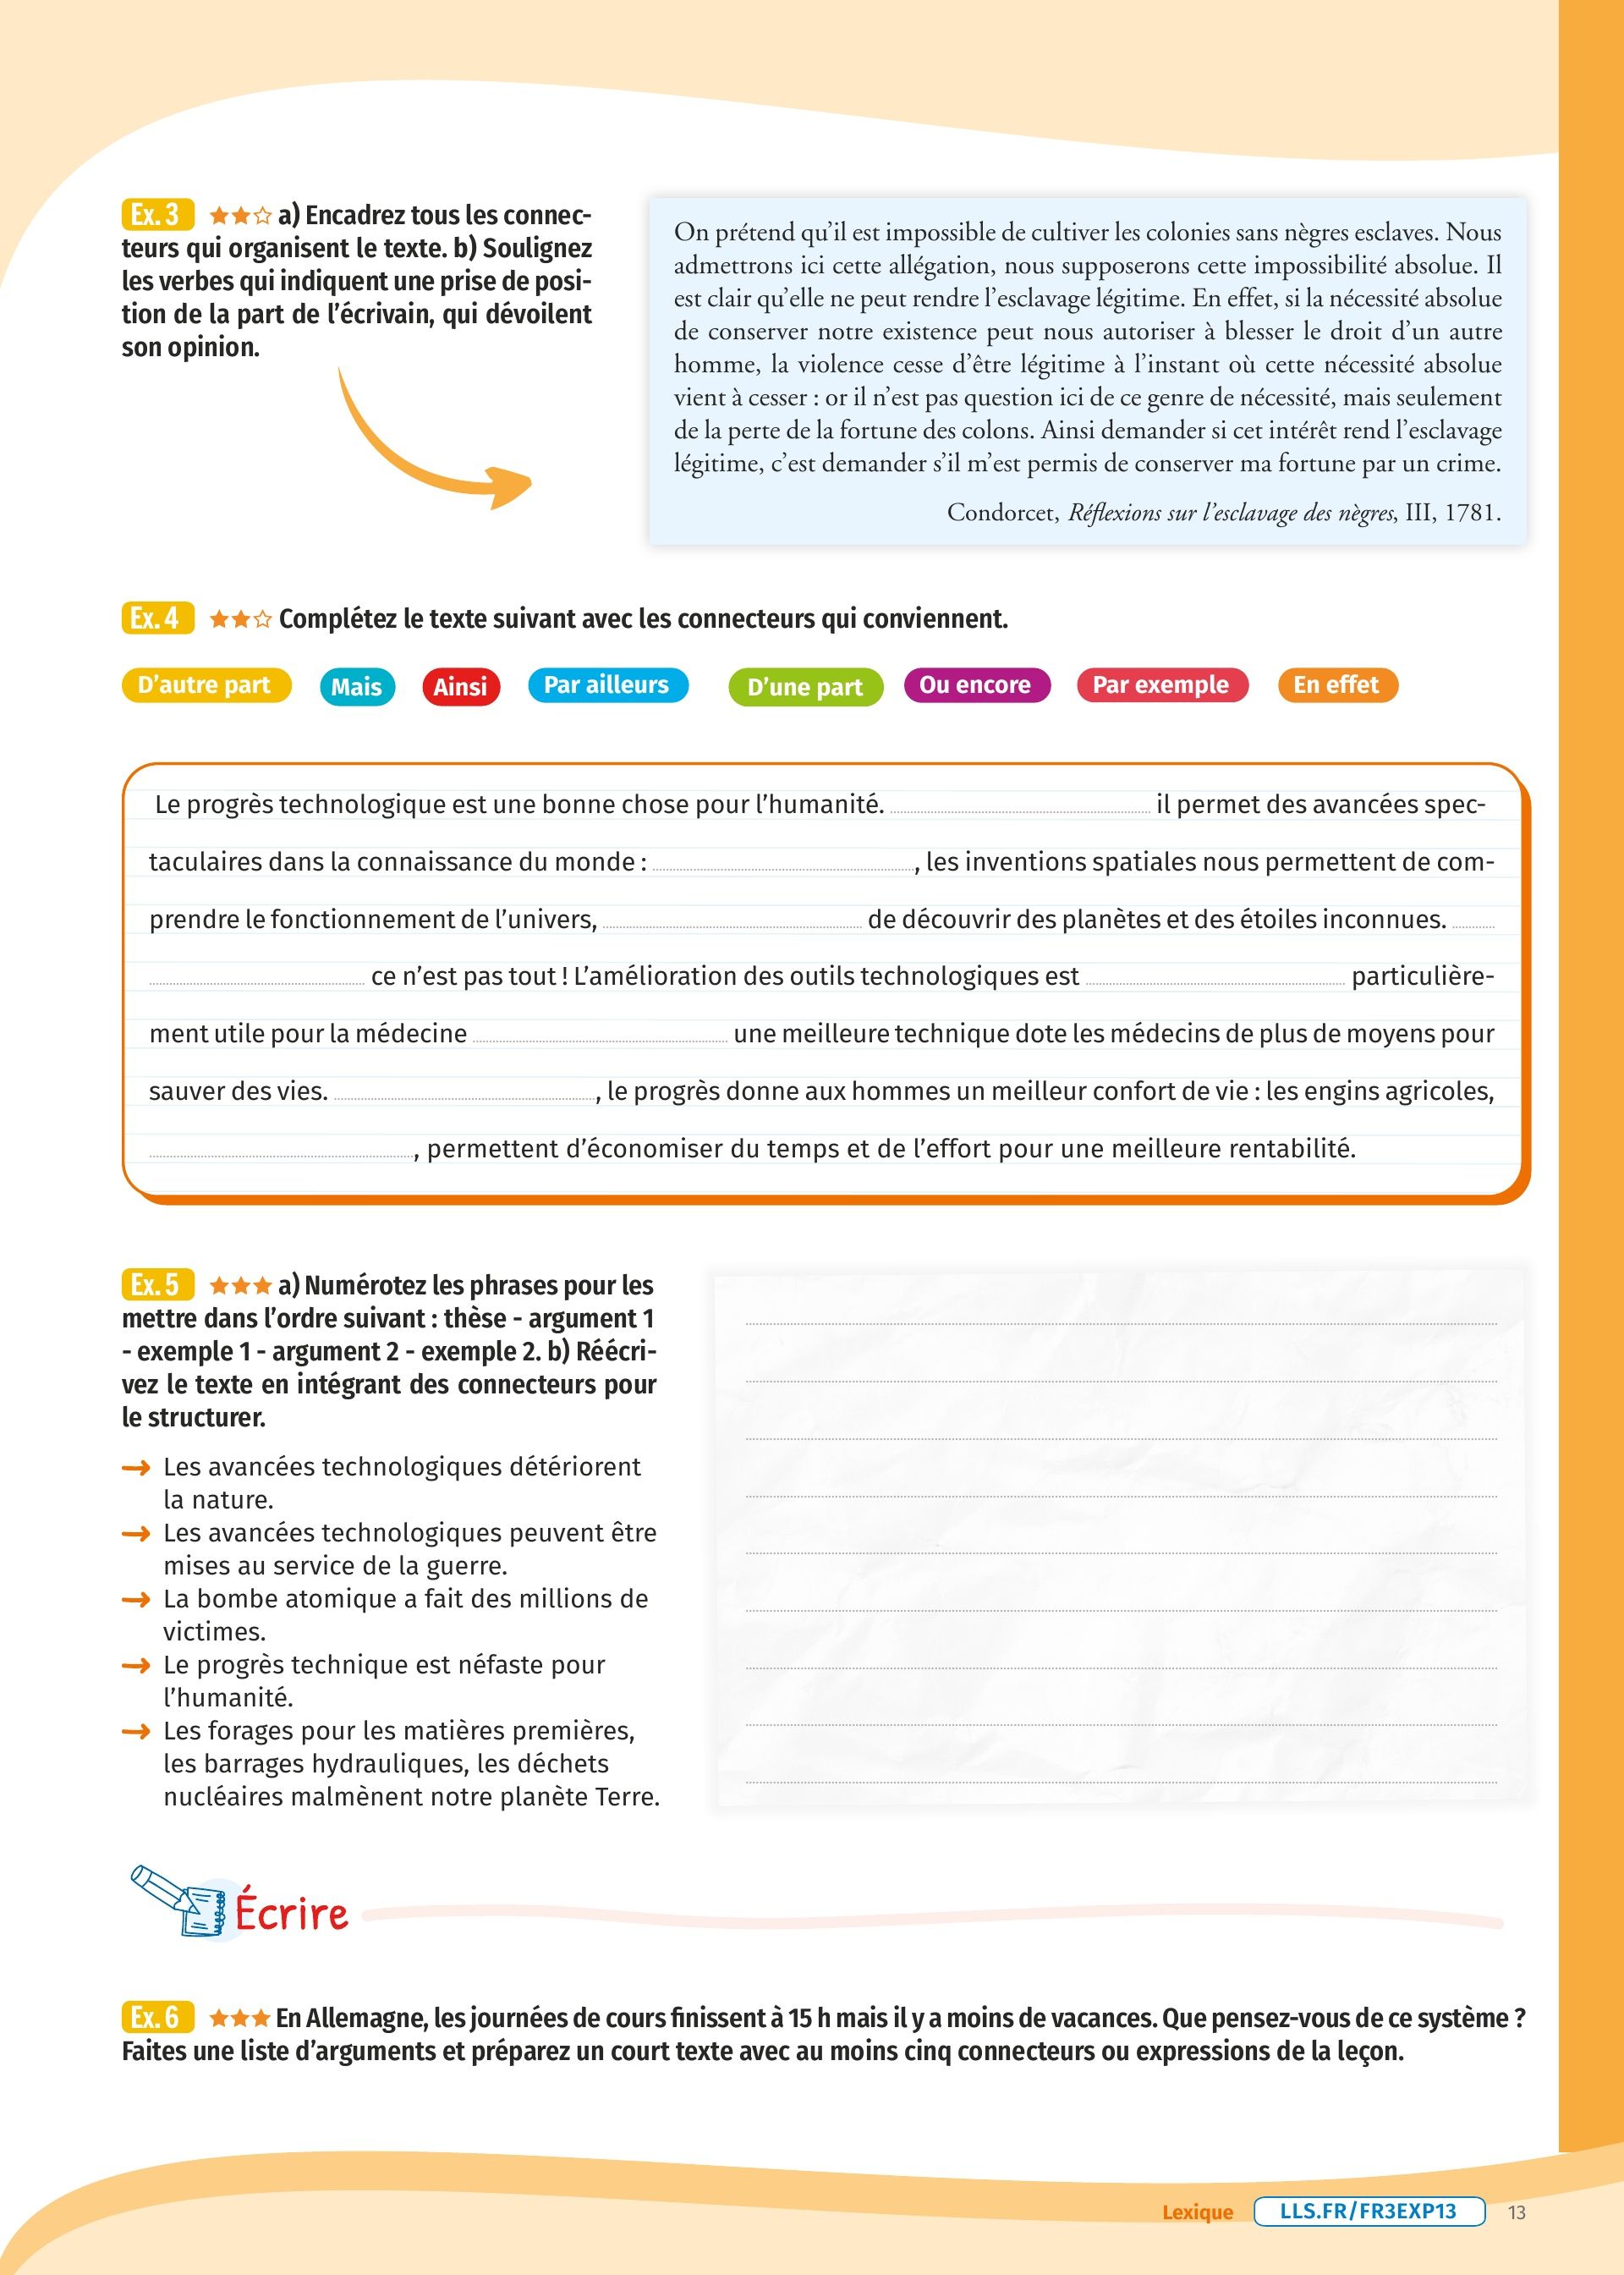 Ex. 3 ★★☆ a) Encadrez tous les connec-
teurs qui organisent le texte. b) Soulignez
les verbes qui indiquent une prise de posi-
tion de la part de l’écrivain, qui dévoilent
son opinion.
On prétend qu’il est impossible de cultiver les colonies sans nègres esclaves. Nous
admettrons ici cette allégation, nous supposerons cette impossibilité absolue. Il
est clair qu’elle ne peut rendre l’esclavage légitime. En effet, si la nécessité absolue
de conserver notre existence peut nous autoriser à blesser le droit d’un autre
homme, la violence cesse d’être légitime à l’instant où cette nécessité absolue
vient à cesser : or il n’est pas question ici de ce genre de nécessité, mais seulement
de la perte de la fortune des colons. Ainsi demander si cet intérêt rend l’esclavage
légitime, c’est demander s’il m’est permis de conserver ma fortune par un crime.
Condorcet, Réflexions sur l’esclavage des nègres, III, 1781.
Ex. 4 ★★☆ Complétez le texte suivant avec les connecteurs qui conviennent.
D’autre part Mais Ainsi Par ailleurs D’une part Ou encore Par exemple En effet
Le progrès technologique est une bonne chose pour l’humanité. .......... il permet des avancées spec-
taculaires dans la connaissance du monde : .........., les inventions spatiales nous permettent de com-
prendre le fonctionnement de l’univers, .......... de découvrir des planètes et des étoiles inconnues. ..........
.......... ce n’est pas tout ! L’amélioration des outils technologiques est .......... particulière-
ment utile pour la médecine .......... une meilleure technique dote les médecins de plus de moyens pour
sauver des vies. .........., le progrès donne aux hommes un meilleur confort de vie : les engins agricoles,
.........., permettent d’économiser du temps et de l’effort pour une meilleure rentabilité.
Ex. 5 ★★★ a) Numérotez les phrases pour les
mettre dans l’ordre suivant : thèse - argument 1
- exemple 1 - argument 2 - exemple 2. b) Réécri-
vez le texte en intégrant des connecteurs pour
le structurer.
→ Les avancées technologiques détériorent
la nature.
→ Les avancées technologiques peuvent être
mises au service de la guerre.
→ La bombe atomique a fait des millions de
victimes.
→ Le progrès technique est néfaste pour
l’humanité.
→ Les forages pour les matières premières,
les barrages hydrauliques, les déchets
nucléaires malmènent notre planète Terre.
Écrire
Ex. 6 ★★★ En Allemagne, les journées de cours finissent à 15 h mais il y a moins de vacances. Que pensez-vous de ce système ?
Faites une liste d’arguments et préparez un court texte avec au moins cinq connecteurs ou expressions de la leçon.
Lexique LLS.FR/FR3EXP13 13